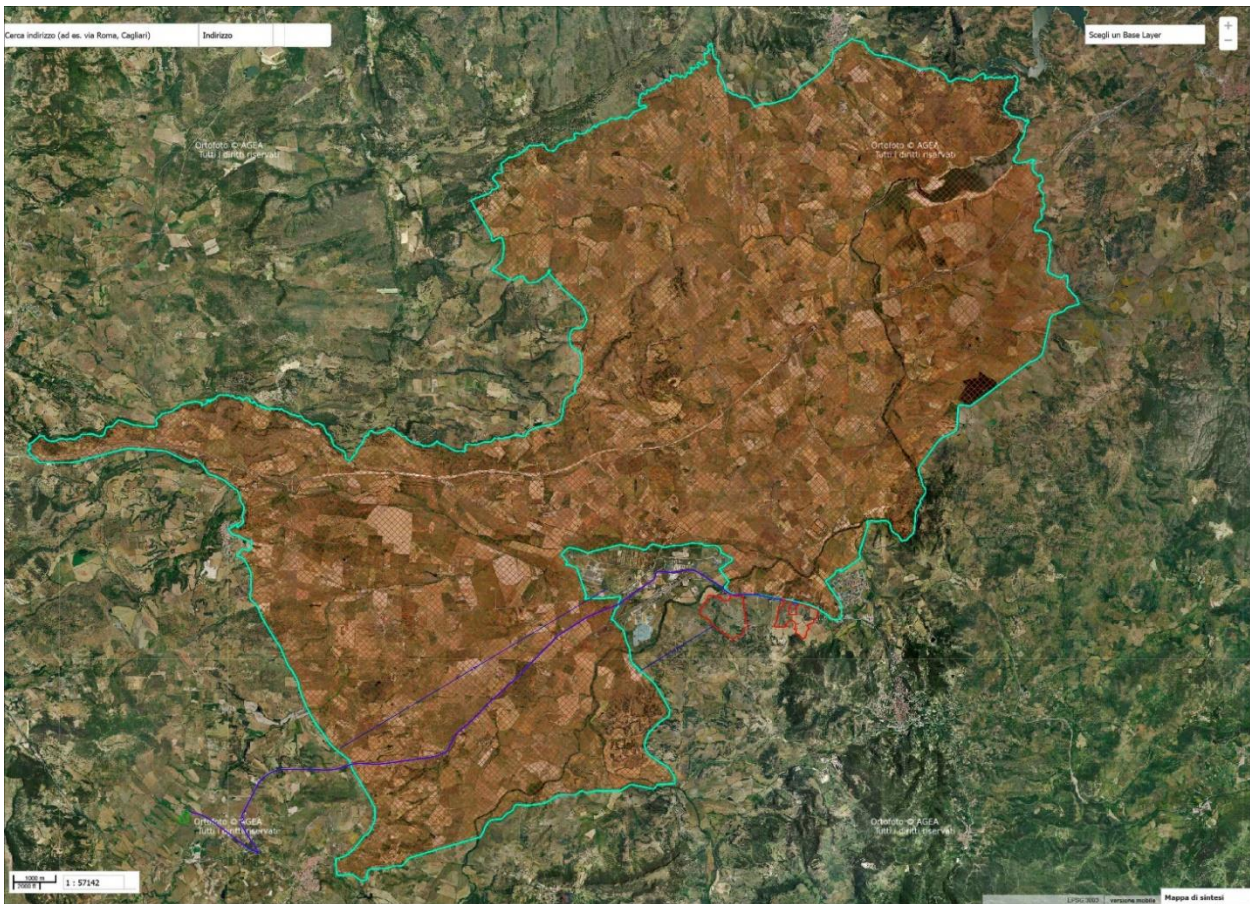 Cerca indirizzo (ad es. via Roma, Cagliari)
Indirizzo
Scegli un Base Layer
+
−
Ortofoto © AGEA
Tutti i diritti riservati
Ortofoto © AGEA
Tutti i diritti riservati
Ortofoto © AGEA
Tutti i diritti riservati
Ortofoto © AGEA
Tutti i diritti riservati
1000 m
2000 ft
1 : 57142
versione mobile
Mappa di sintesi